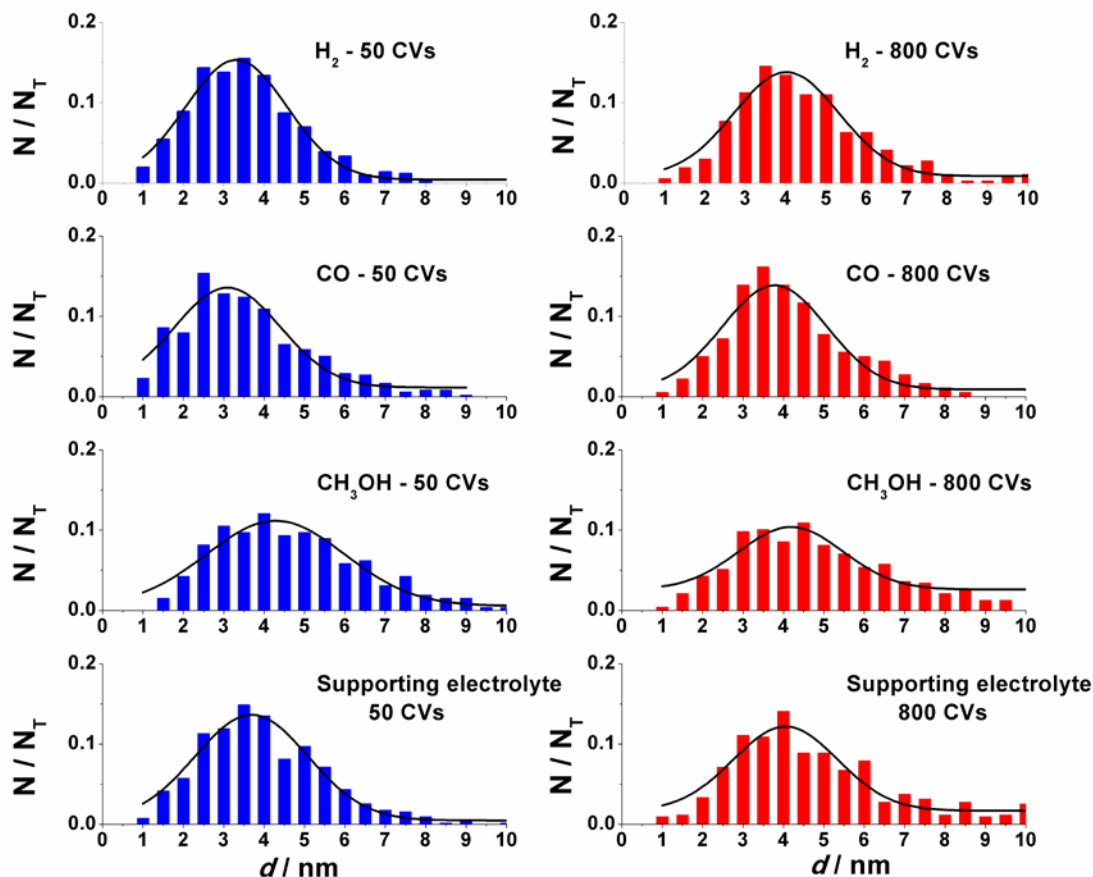 H₂ - 50 CVs
N / N_T
0.2
0.1
0.0
0 1 2 3 4 5 6 7 8 9 10
H₂ - 800 CVs
N / N_T
0.2
0.1
0.0
0 1 2 3 4 5 6 7 8 9 10
CO - 50 CVs
N / N_T
0.2
0.1
0.0
0 1 2 3 4 5 6 7 8 9 10
CO - 800 CVs
N / N_T
0.2
0.1
0.0
0 1 2 3 4 5 6 7 8 9 10
CH₃OH - 50 CVs
N / N_T
0.2
0.1
0.0
0 1 2 3 4 5 6 7 8 9 10
CH₃OH - 800 CVs
N / N_T
0.2
0.1
0.0
0 1 2 3 4 5 6 7 8 9 10
Supporting electrolyte
50 CVs
N / N_T
0.2
0.1
0.0
0 1 2 3 4 5 6 7 8 9 10
d / nm
Supporting electrolyte
800 CVs
N / N_T
0.2
0.1
0.0
0 1 2 3 4 5 6 7 8 9 10
d / nm